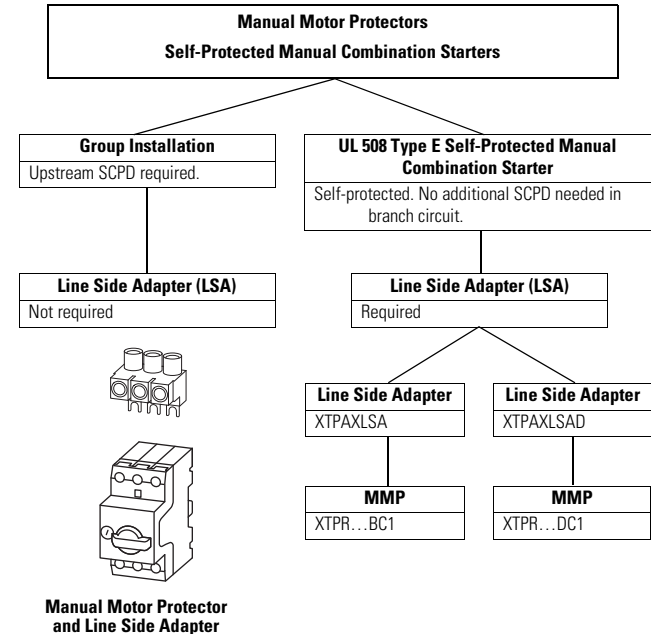 Manual Motor Protectors
Self-Protected Manual Combination Starters
Group Installation
Upstream SCPD required.
UL 508 Type E Self-Protected Manual
Combination Starter
Self-protected. No additional SCPD needed in
branch circuit.
Line Side Adapter (LSA)
Not required
Line Side Adapter (LSA)
Required
Line Side Adapter
XTPAXLSA
Line Side Adapter
XTPAXLSAD
MMP
XTPR…BC1
MMP
XTPR…DC1
Manual Motor Protector
and Line Side Adapter